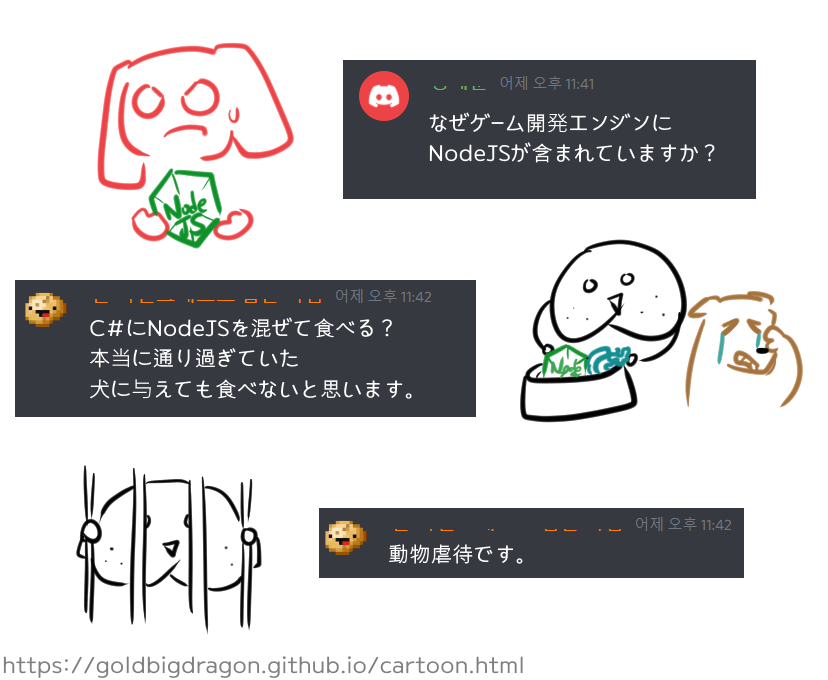 어제 오후 11:41
なぜゲーム開発エンジンに
NodeJSが含まれていますか？
Node
JS
어제 오후 11:42
C#にNodeJSを混ぜて食べる？
本当に通り過ぎていた
犬に与えても食べないと思います。
Node
어제 오후 11:42
動物虐待です。
https://goldbigdragon.github.io/cartoon.html